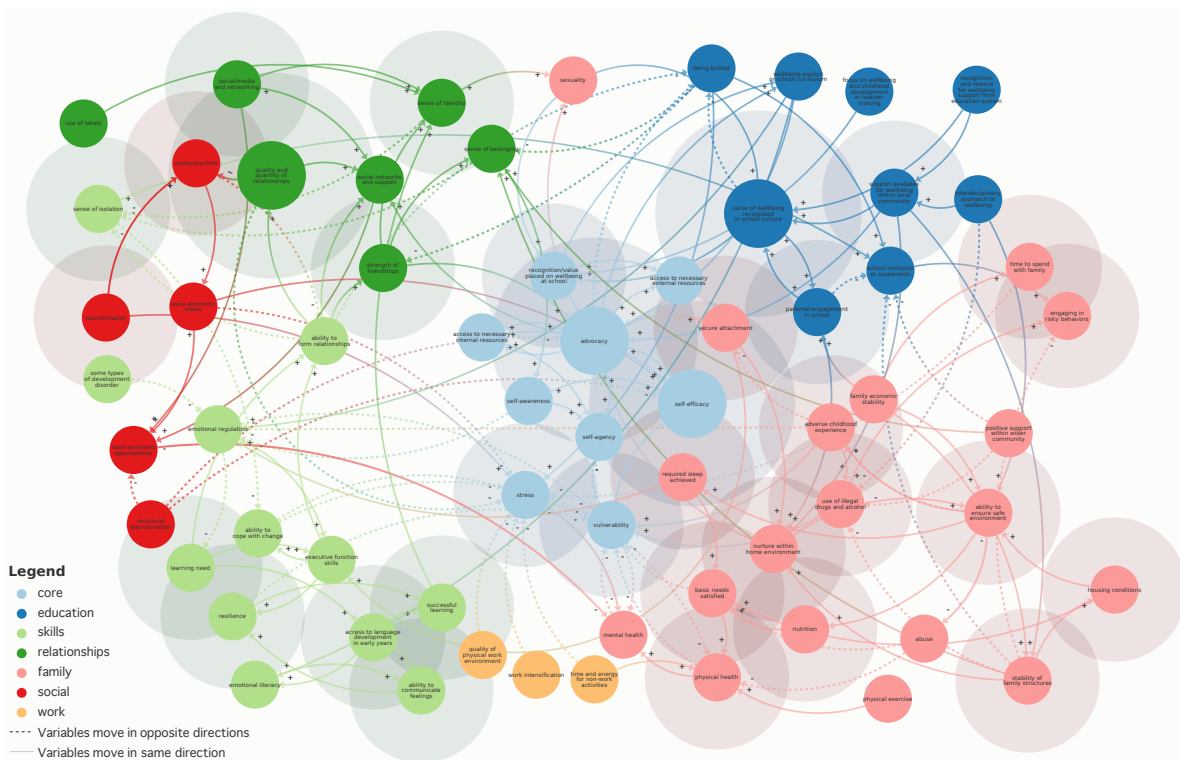 social/media
and networking
sexuality
being bullied
wellbeing explicit
in school curriculum
focus on wellbeing
and childhood
development
in teacher
training
recognition
and reward
for wellbeing
support from
education system
sense of identity
use of labels
sense of belonging
unemployment
quality and
quantity of
relationships
social networks
and support
sense of isolation
value of wellbeing
recognised
in school culture
support available
for wellbeing
within local
community
interdisciplinary
approach to
wellbeing
strength of
friendships
recognition/value
placed on wellbeing
at school
access to necessary
external resources
school exclusion
or suspension
time to spend
with family
discrimination
socio-economic
status
parental engagement
in school
engaging in
risky behaviors
ability to
form relationships
access to necessary
internal resources
advocacy
secure attachment
some types
of development
disorder
self-awareness
self-efficacy
family economic
stability
emotional regulation
self-agency
adverse childhood
experience
positive support
within wider
community
socio-economic
opportunities
required sleep
achieved
stress
use of illegal
drugs and alcohol
ability to
ensure safe
environment
structural
discrimination
vulnerability
ability to
cope with change
nurture within
home environment
executive function
skills
learning need
Legend
core
education
skills
relationships
family
social
work
Variables move in opposite directions
Variables move in same direction
basic needs
satisfied
housing conditions
resilience
successful
learning
access to language
development
in early years
mental health
nutrition
abuse
quality of
physical work
environment
work intensification
time and energy
for non-work
activities
physical health
stability of
family structures
emotional literacy
ability to
communicate
feelings
physical exercise